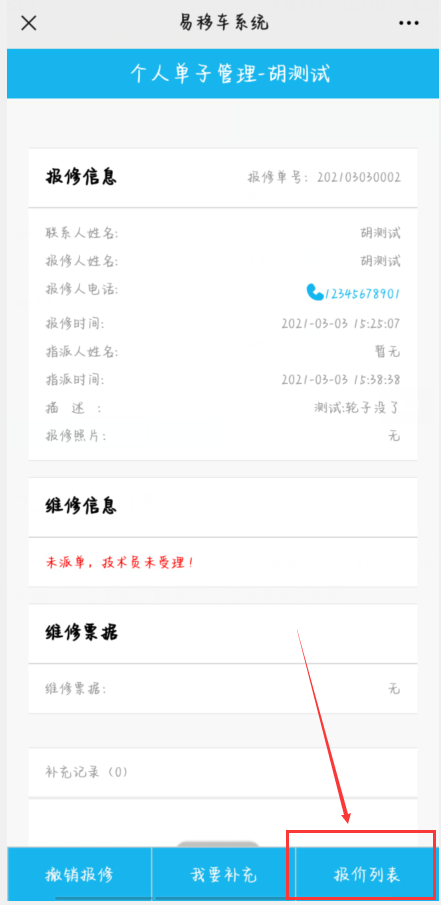 易移车系统
个人单子管理-胡测试
报修信息 报修单号: 202103030002
联系人姓名: 胡测试
报修人姓名: 胡测试
报修人电话: 12345678901
报修时间: 2021-03-03 15:25:07
指派人姓名: 暂无
指派时间: 2021-03-03 15:38:38
描 述 : 测试:轮子没了
报修照片: 无
维修信息
未派单，技术员未受理!
维修票据
维修票据: 无
补充记录 (0)
撤销报修 我要补充 报价列表